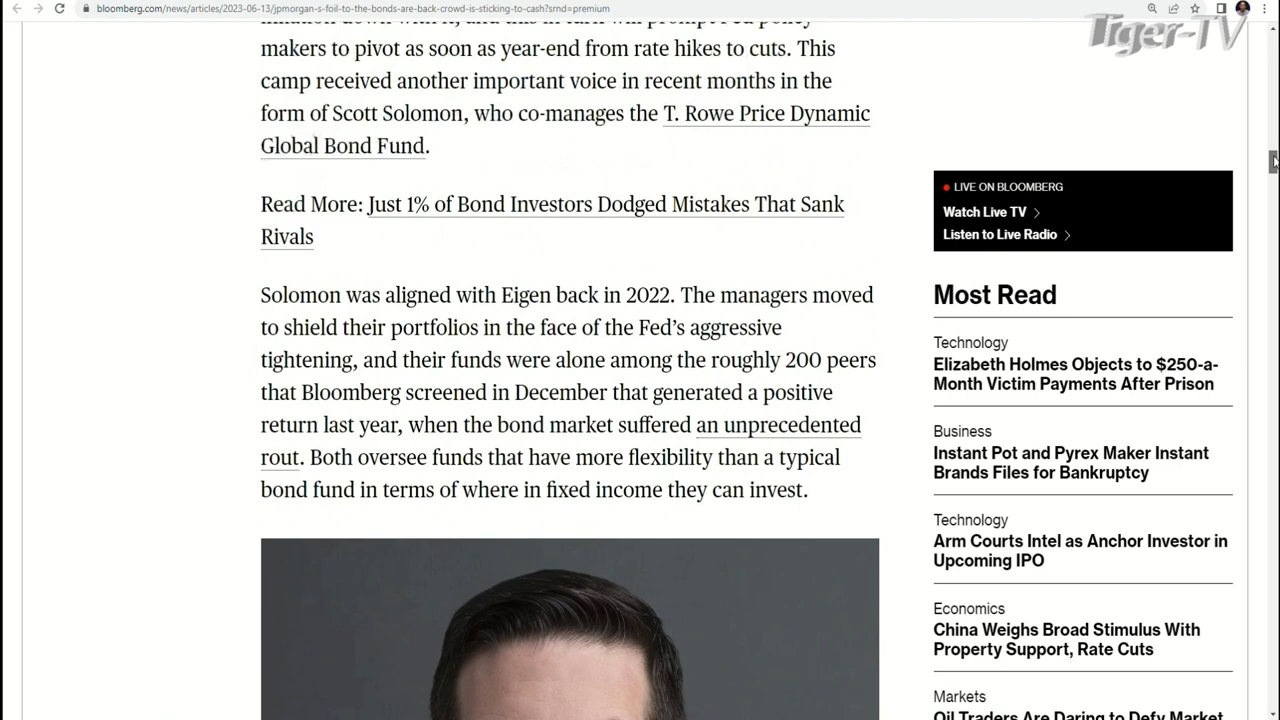 bloomberg.com/news/articles/2023-06-13/jpmorgan-s-foil-to-the-bonds-are-back-crowd-is-sticking-to-cash?srnd=premium
Tiger-TV
inflation down with it, and this in turn will prompt Fed policy
makers to pivot as soon as year-end from rate hikes to cuts. This
camp received another important voice in recent months in the
form of Scott Solomon, who co-manages the T. Rowe Price Dynamic
Global Bond Fund.
Read More: Just 1% of Bond Investors Dodged Mistakes That Sank
Rivals
Solomon was aligned with Eigen back in 2022. The managers moved
to shield their portfolios in the face of the Fed’s aggressive
tightening, and their funds were alone among the roughly 200 peers
that Bloomberg screened in December that generated a positive
return last year, when the bond market suffered an unprecedented
rout. Both oversee funds that have more flexibility than a typical
bond fund in terms of where in fixed income they can invest.
LIVE ON BLOOMBERG
Watch Live TV
Listen to Live Radio
Most Read
Technology
Elizabeth Holmes Objects to $250-a-
Month Victim Payments After Prison
Business
Instant Pot and Pyrex Maker Instant
Brands Files for Bankruptcy
Technology
Arm Courts Intel as Anchor Investor in
Upcoming IPO
Economics
China Weighs Broad Stimulus With
Property Support, Rate Cuts
Markets
Oil Traders Are Daring to Defy Market